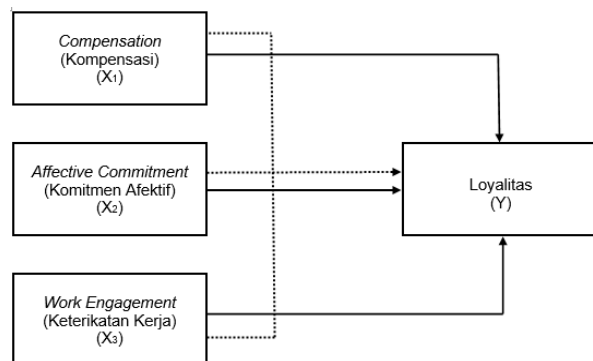 Compensation
(Kompensasi)
(X₁)
Affective Commitment
(Komitmen Afektif)
(X₂)
Loyalitas
(Y)
Work Engagement
(Keterikatan Kerja)
(X₃)